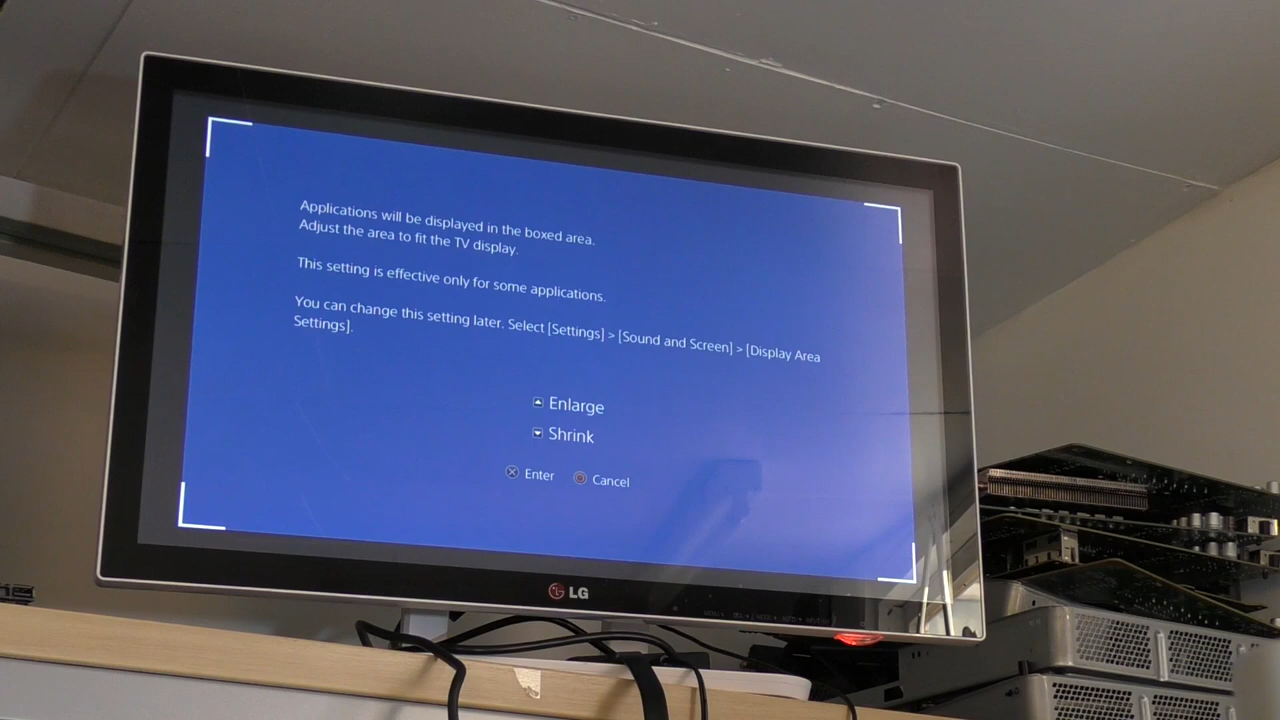 Applications will be displayed in the boxed area.
Adjust the area to fit the TV display.
This setting is effective only for some applications.
You can change this setting later. Select [Settings] > [Sound and Screen] > [Display Area
Settings].
Enlarge
Shrink
Enter Cancel
LG